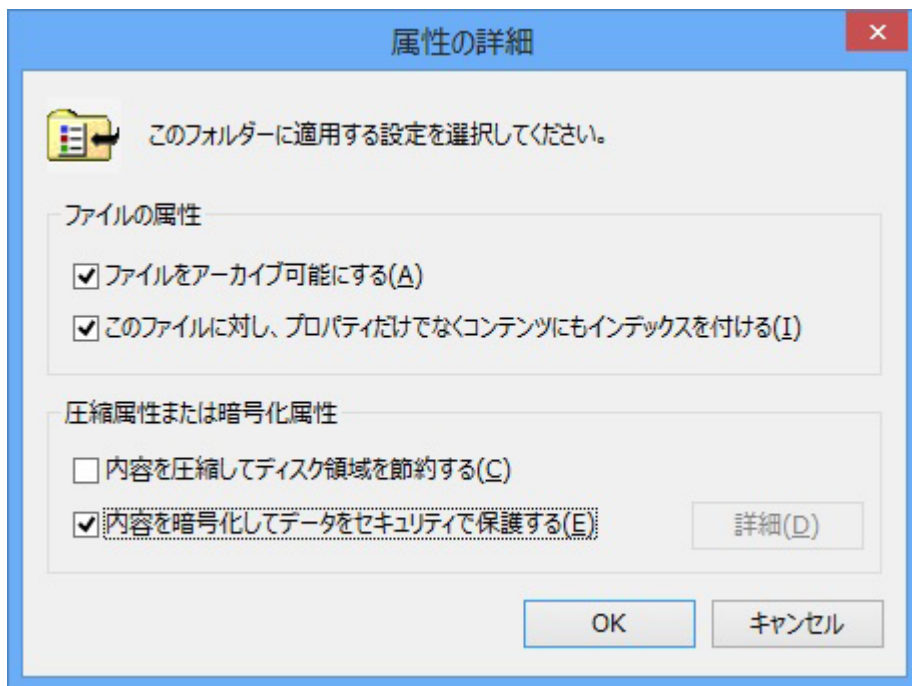 属性の詳細
このフォルダーに適用する設定を選択してください。
ファイルの属性
ファイルをアーカイブ可能にする(A)
このファイルに対し、プロパティだけでなくコンテンツにもインデックスを付ける(I)
圧縮属性または暗号化属性
内容を圧縮してディスク領域を節約する(C)
内容を暗号化してデータをセキュリティで保護する(E)
詳細(D)
OK
キャンセル